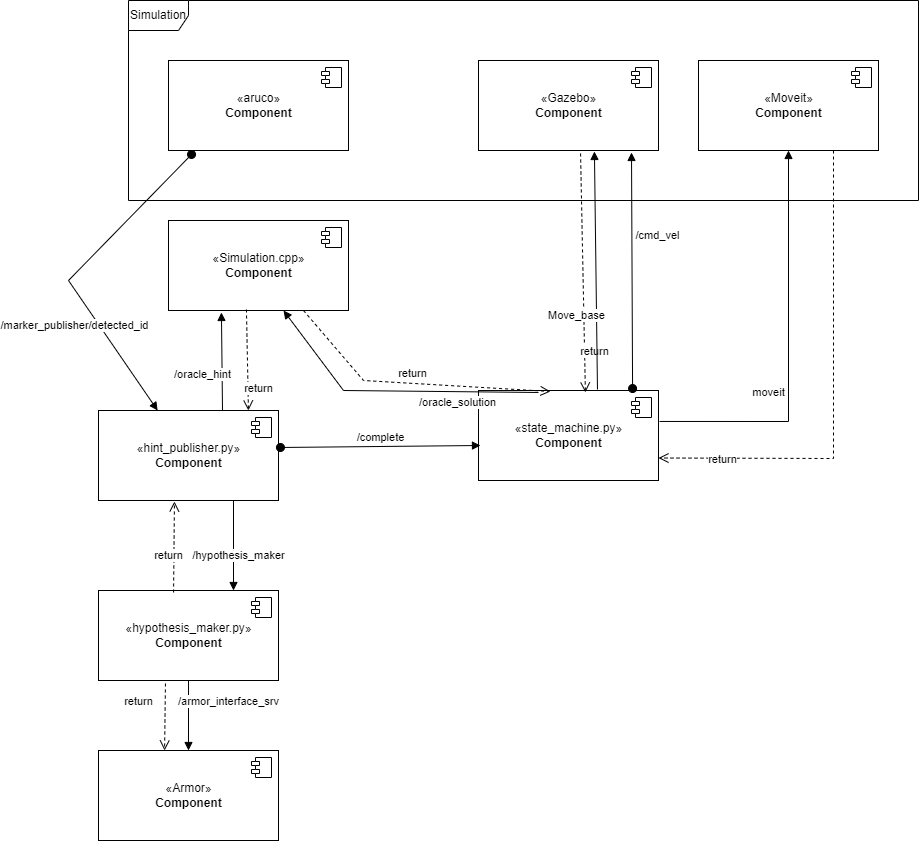 Simulation
«aruco»
Component
«Gazebo»
Component
«Moveit»
Component
/cmd_vel
«Simulation.cpp»
Component
Move_base
/marker_publisher/detected_id
return
/oracle_hint
return
return
/oracle_solution
moveit
«hint_publisher.py»
Component
/complete
«state_machine.py»
Component
return
return
/hypothesis_maker
«hypothesis_maker.py»
Component
return
/armor_interface_srv
«Armor»
Component